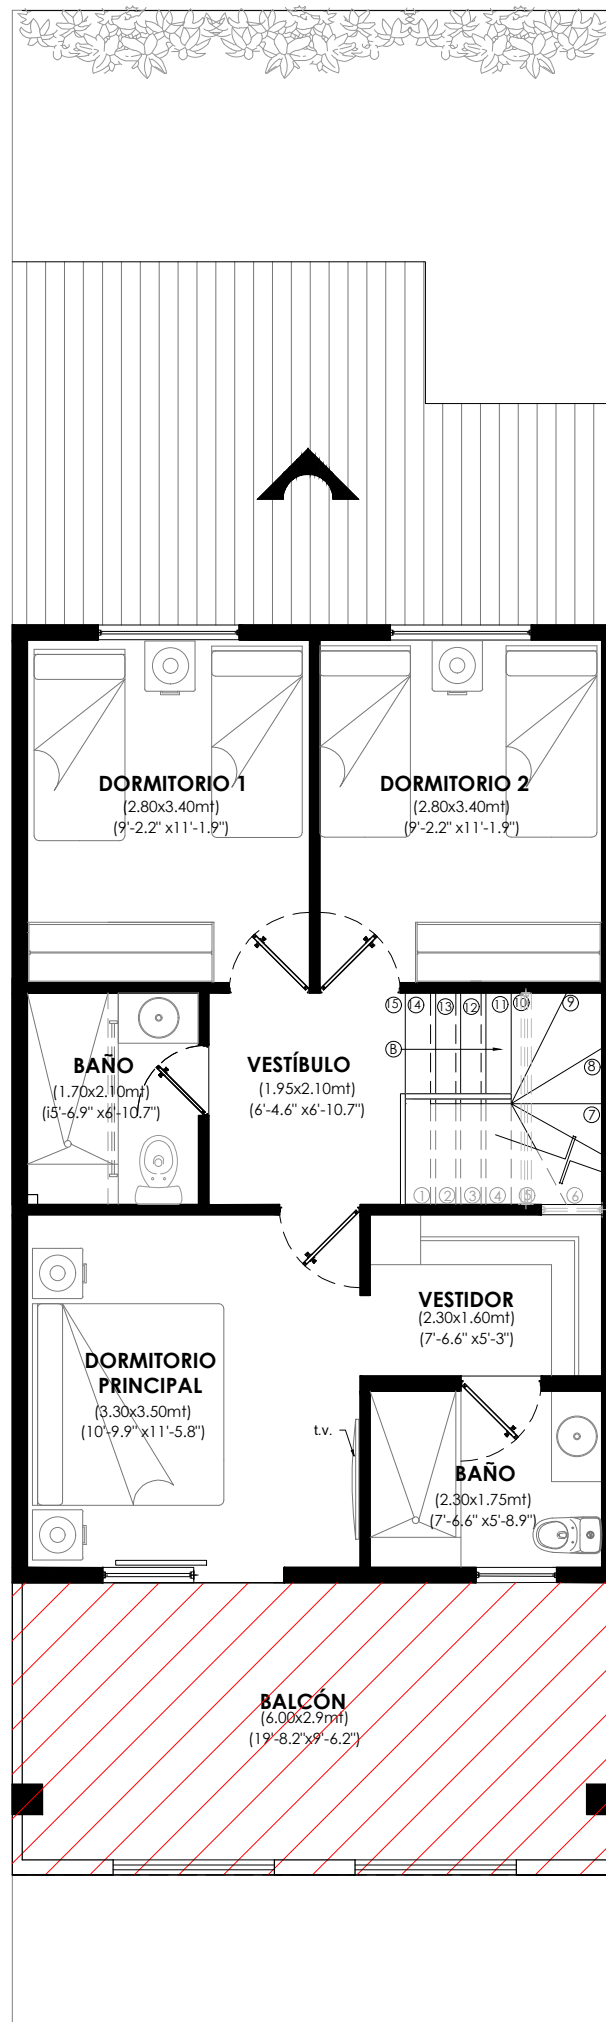 DORMITORIO 1
(2.80x3.40mt)
(9'-2.2" x11'-1.9")
DORMITORIO 2
(2.80x3.40mt)
(9'-2.2" x11'-1.9")
15
14
13
12
11
10
9
B
8
7
BAÑO
(1.70x2.10mt)
(i5'-6.9" x6'-10.7")
VESTÍBULO
(1.95x2.10mt)
(6'-4.6" x6'-10.7")
1
2
3
4
5
6
VESTIDOR
(2.30x1.60mt)
(7'-6.6" x5'-3")
DORMITORIO
PRINCIPAL
(3.30x3.50mt)
(10'-9.9" x11'-5.8")
t.v.
BAÑO
(2.30x1.75mt)
(7'-6.6" x5'-8.9")
BALCÓN
(6.00x2.9mt)
(19'-8.2"x9'-6.2")